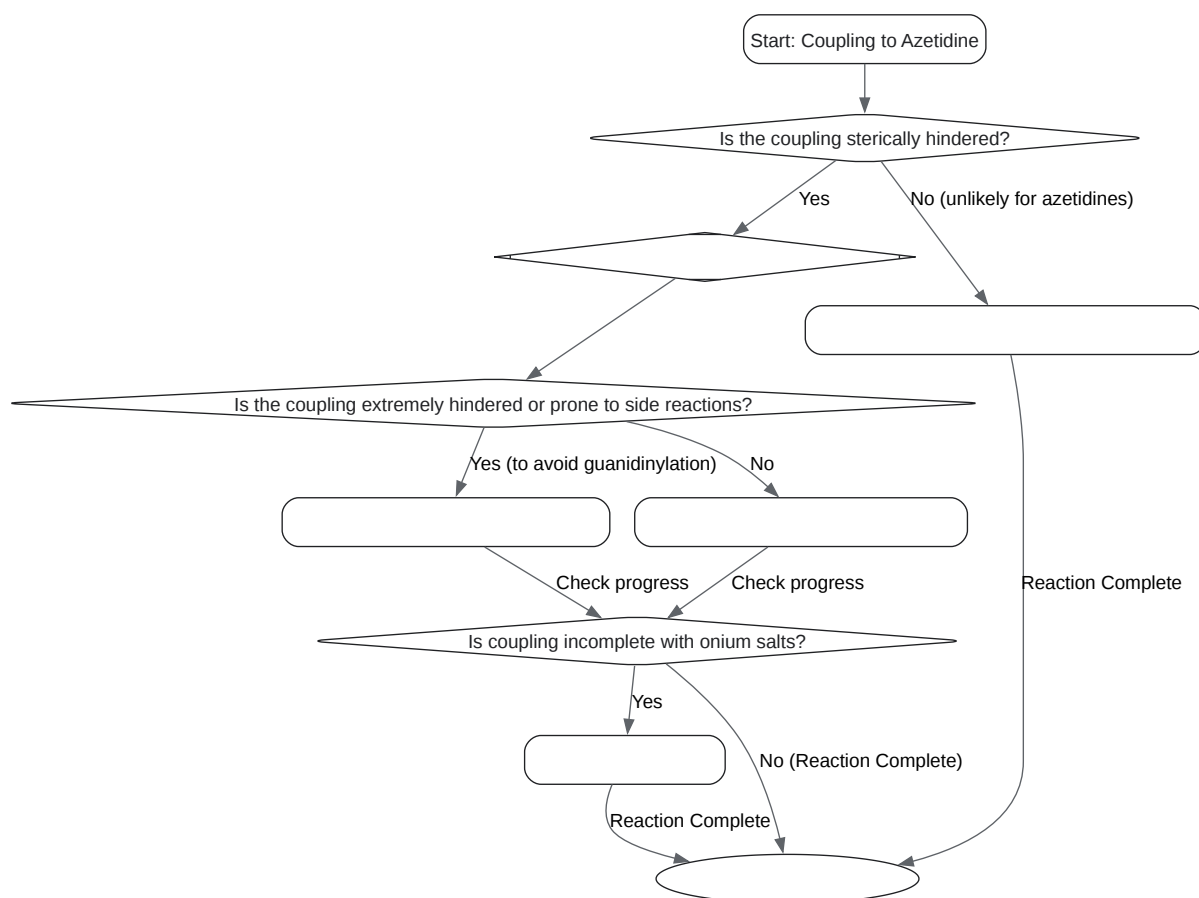 Start: Coupling to Azetidine
Is the coupling sterically hindered?
Yes
No (unlikely for azetidines)
Is the coupling extremely hindered or prone to side reactions?
Yes (to avoid guanidinylation)
No
Check progress
Check progress
Reaction Complete
Is coupling incomplete with onium salts?
Yes
No (Reaction Complete)
Reaction Complete